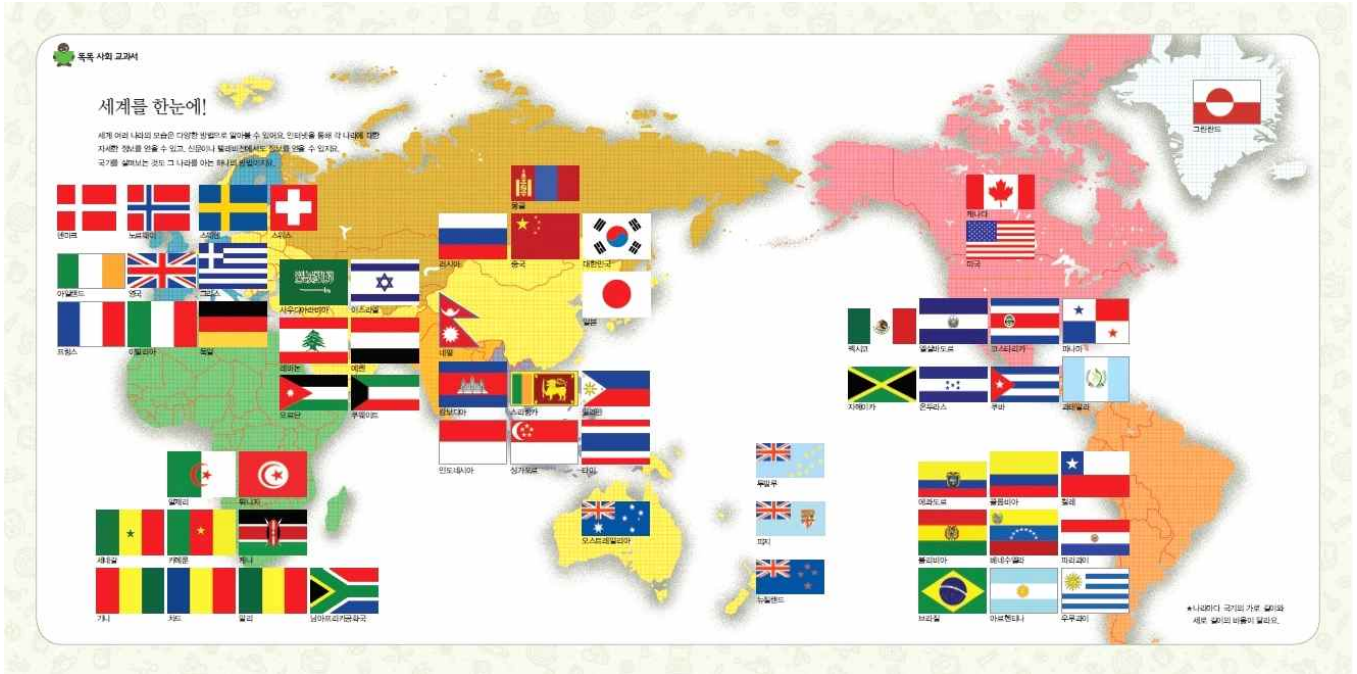 똑똑 사회 교과서
세계를 한눈에!
세계 여러 나라의 모습은 다양한 방법으로 알아볼 수 있어요. 인터넷을 통해 각 나라에 대한
자세한 정보를 얻을 수 있고, 신문이나 텔레비전에서도 정보를 얻을 수 있지요.
국기를 살펴보는 것도 그 나라를 아는 하나의 방법이지요.
그린란드
몽골
캐나다
덴마크 노르웨이 스웨덴 스위스
러시아 중국 대한민국
미국
아일랜드 영국 그리스
사우디아라비아 이스라엘
일본
프랑스 이탈리아 독일
레바논 예멘
네팔
멕시코 엘살바도르 코스타리카 파나마
요르단 쿠웨이트
캄보디아 스리랑카 필리핀
자메이카 온두라스 쿠바 과테말라
인도네시아 싱가포르 타이
투발루
알제리 튀니지
에콰도르 콜롬비아 칠레
오스트레일리아
피지
세네갈 카메룬 케냐
볼리비아 베네수엘라 파라과이
뉴질랜드
기니 차드 말리 남아프리카공화국
브라질 아르헨티나 우루과이
★나라마다 국기의 가로 길이와
세로 길이의 비율이 달라요.